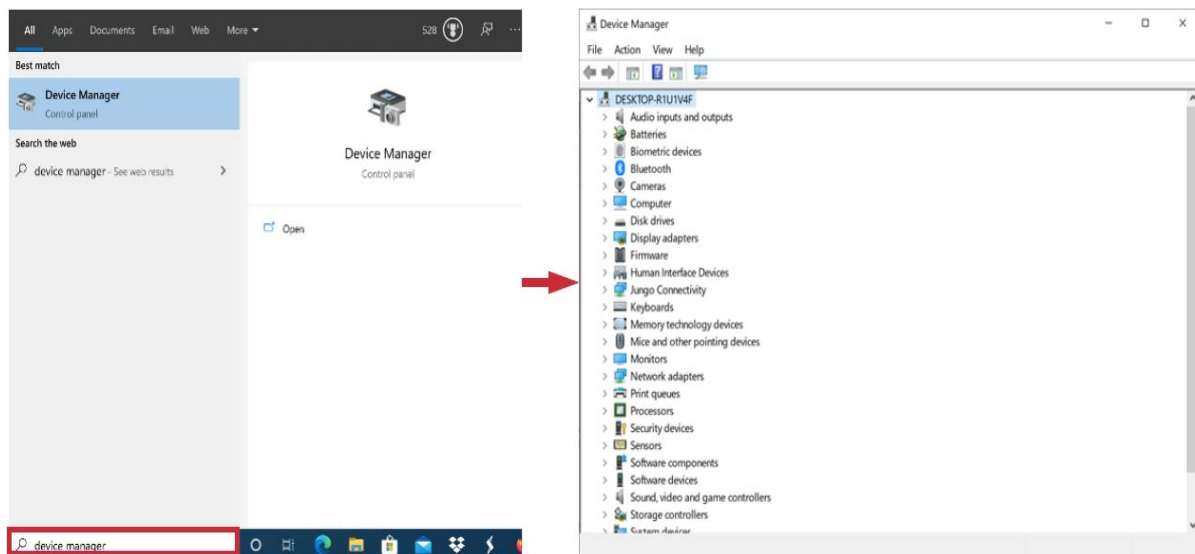 All Apps Documents Email Web More 528 ...
Best match
Device Manager
Control panel
Search the web
device manager - See web results
Device Manager
Control panel
Open
device manager
Device Manager
File Action View Help
DESKTOP-R1U1V4F
Audio inputs and outputs
Batteries
Biometric devices
Bluetooth
Cameras
Computer
Disk drives
Display adapters
Firmware
Human Interface Devices
Jungo Connectivity
Keyboards
Memory technology devices
Mice and other pointing devices
Monitors
Network adapters
Print queues
Processors
Security devices
Sensors
Software components
Software devices
Sound, video and game controllers
Storage controllers
System devices